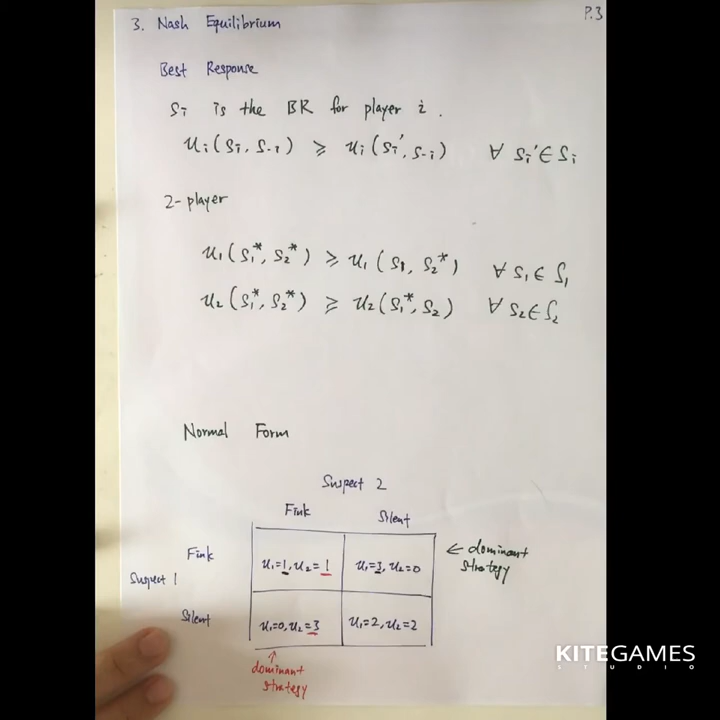 P.3
3. Nash Equilibrium
Best Response
Si is the BR for player i.
ui(si, s-i) ⩾ ui(si', s-i) ∀ si' ∈ Si
2-player
u1(s1*, s2*) ⩾ u1(s1, s2*) ∀ s1 ∈ S1
u2(s1*, s2*) ⩾ u2(s1*, s2) ∀ s2 ∈ S2
Normal Form
Suspect 2
Fink Silent
Fink u1=1, u2=1 u1=3, u2=0 ← dominant strategy
Suspect 1
Silent u1=0, u2=3 u1=2, u2=2
↑
dominant
strategy
KITEGAMES
STUDIO